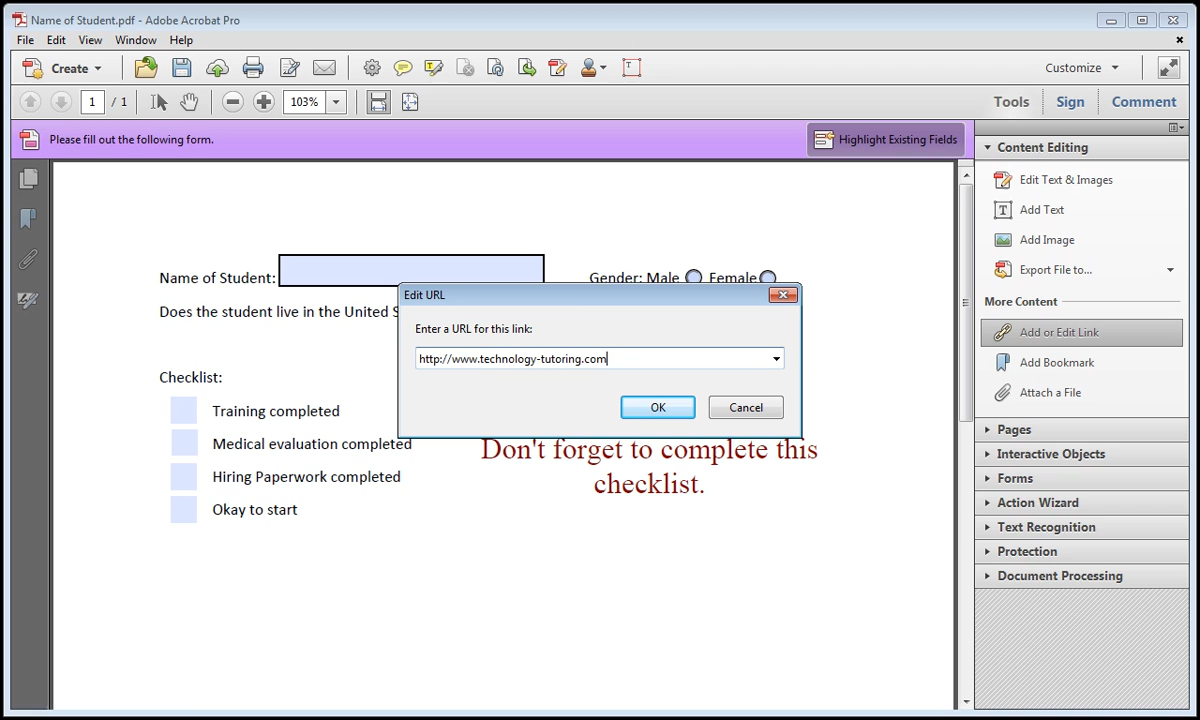 Name of Student.pdf - Adobe Acrobat Pro
File Edit View Window Help
Create
Customize
1 / 1
103%
Tools Sign Comment
Please fill out the following form.
Highlight Existing Fields
Content Editing
Edit Text & Images
Add Text
Add Image
Export File to...
More Content
Add or Edit Link
Add Bookmark
Attach a File
Pages
Interactive Objects
Forms
Action Wizard
Text Recognition
Protection
Document Processing
Name of Student:
Gender: Male Female
Does the student live in the United S
Edit URL
Enter a URL for this link:
http://www.technology-tutoring.com
OK Cancel
Checklist:
Training completed
Medical evaluation completed
Hiring Paperwork completed
Okay to start
Don't forget to complete this
checklist.